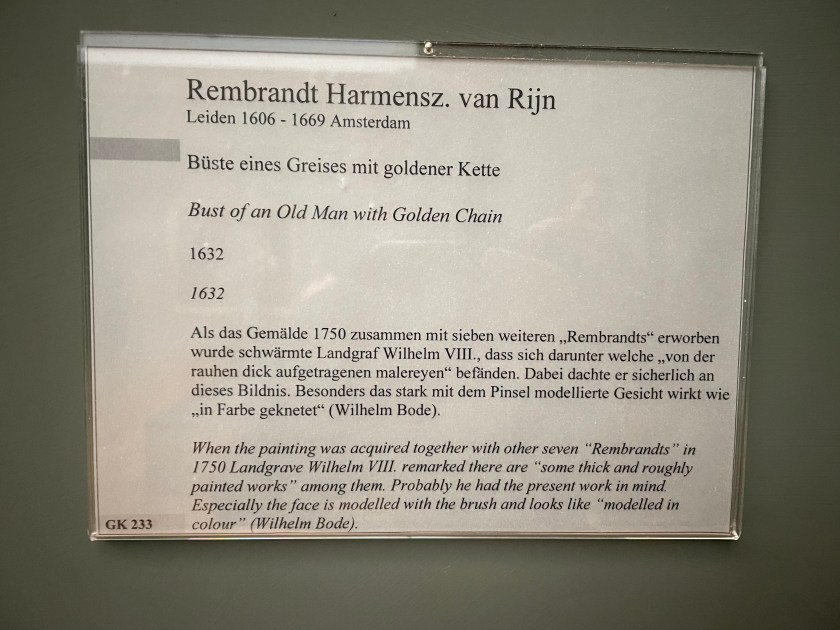 Rembrandt Harmensz. van Rijn
Leiden 1606 - 1669 Amsterdam
Büste eines Greises mit goldener Kette
Bust of an Old Man with Golden Chain
1632
1632
Als das Gemälde 1750 zusammen mit sieben weiteren „Rembrandts“ erworben
wurde schwärmte Landgraf Wilhelm VIII., dass sich darunter welche „von der
rauhen dick aufgetragenen malereyen“ befänden. Dabei dachte er sicherlich an
dieses Bildnis. Besonders das stark mit dem Pinsel modellierte Gesicht wirkt wie
„in Farbe geknetet“ (Wilhelm Bode).
When the painting was acquired together with other seven “Rembrandts” in
1750 Landgrave Wilhelm VIII. remarked there are “some thick and roughly
painted works” among them. Probably he had the present work in mind.
Especially the face is modelled with the brush and looks like “modelled in
colour” (Wilhelm Bode).
GK 233